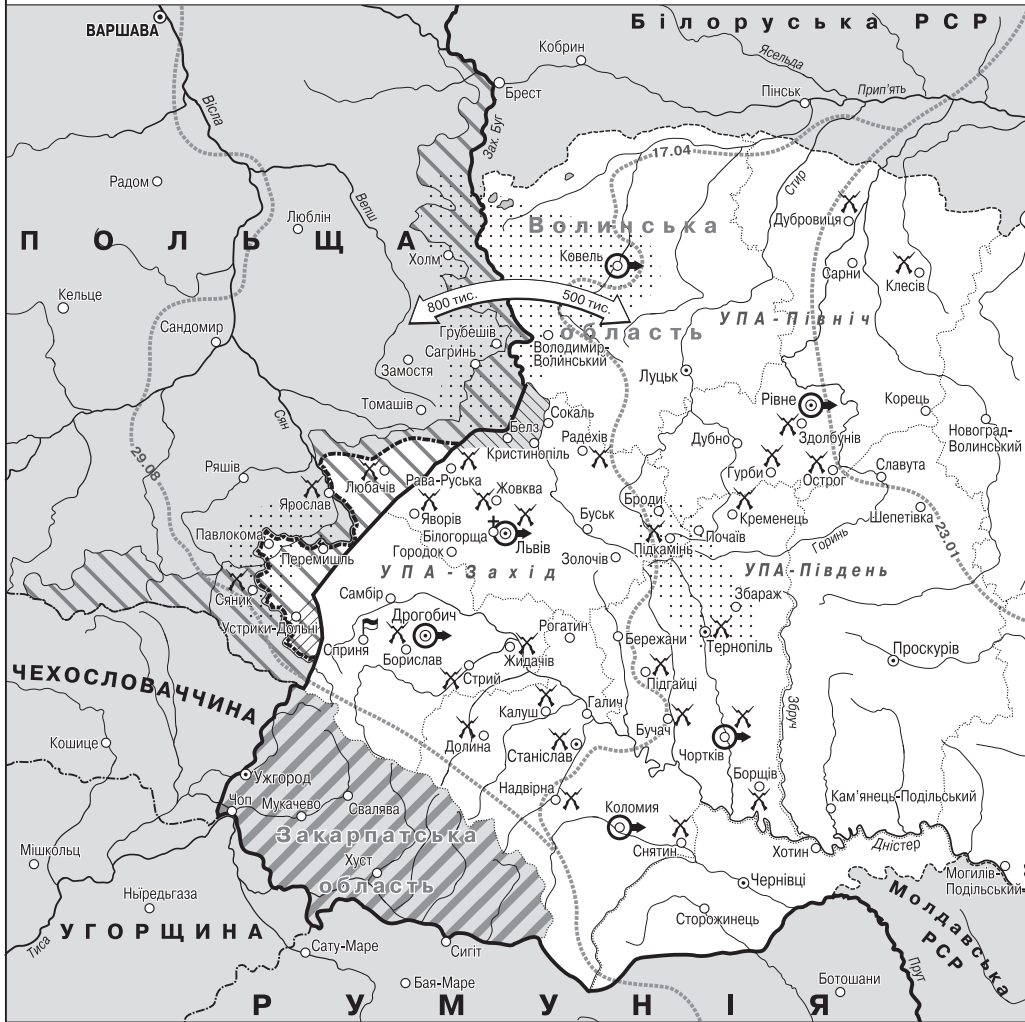 Білоруська РСР
ВАРШАВА
Кобрин
Ясельда
Брест
Пінськ
Прип'ять
Вісла
Зах. Буг
17.04
Стир
Радом
Вепш
Люблін
Дубровиця
Волинська
ПОЛЬЩА
Холм
Ковель
Сарни
Клесів
Кельце
800 тис.
500 тис.
УПА-Північ
Сандомир
Грубешів
область
Сагринь
Володимир-
Волинський
Замостя
Луцьк
Рівне
Корець
Томашів
Сокаль
Белз
Здолбунів
Новоград-
Волинський
Сян
Кристинопіль
Радехів
Дубно
29.08
Ряшів
Любачів
Рава-Руська
Гурби
Острог
Славута
Ярослав
Жовква
Броди
Кременець
Шепетівка
Яворів
Буськ
Павлокома
Білогорща
Львів
Підкамінь
Почаїв
Горинь
23.01
Перемишль
Городок
Золочів
УПА-Захід
УПА-Південь
Сяник
Самбір
Збараж
Устрики-Дольні
Дрогобич
Рогатин
Бережани
Тернопіль
Сприня
Борислав
Жидачів
Проскурів
ЧЕХОСЛОВАЧЧИНА
Стрий
Підгайці
Збруч
Калуш
Галич
Бучач
Кошице
Долина
Станіслав
Чортків
Ужгород
Борщів
Чоп
Мукачево
Свалява
Надвірна
Кам'янець-Подільський
Закарпатська
Коломия
Мішкольц
Снятин
Хотин
Дністер
Хуст
область
Могилів-
Подільський
Ньіредьгаза
Чернівці
Молдавська
РСР
Сторожинець
УГОРЩИНА
Тиса
Сату-Маре
Сигіт
Прут
Бая-Маре
Ботошани
РУМУНІЯ